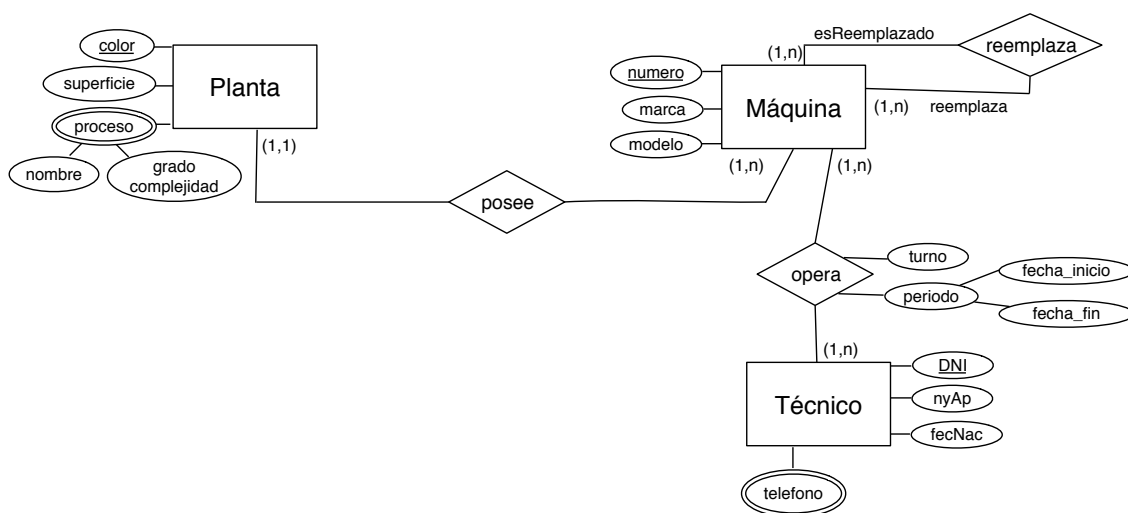 color
superficie
proceso
nombre
grado
complejidad
Planta
(1,1)
posee
esReemplazado
reemplaza
(1,n)
numero
marca
modelo
Máquina
(1,n)
reemplaza
(1,n)
(1,n)
opera
turno
periodo
fecha_inicio
fecha_fin
(1,n)
Técnico
DNI
nyAp
fecNac
telefono